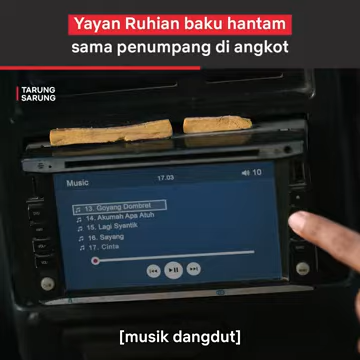 Yayan Ruhian baku hantam
sama penumpang di angkot
TARUNG
SARUNG
Music
17.03
10
13. Goyang Dombret
14. Akumah Apa Atuh
15. Lagi Syantik
16. Sayang
17. Cinta
[musik dangdut]